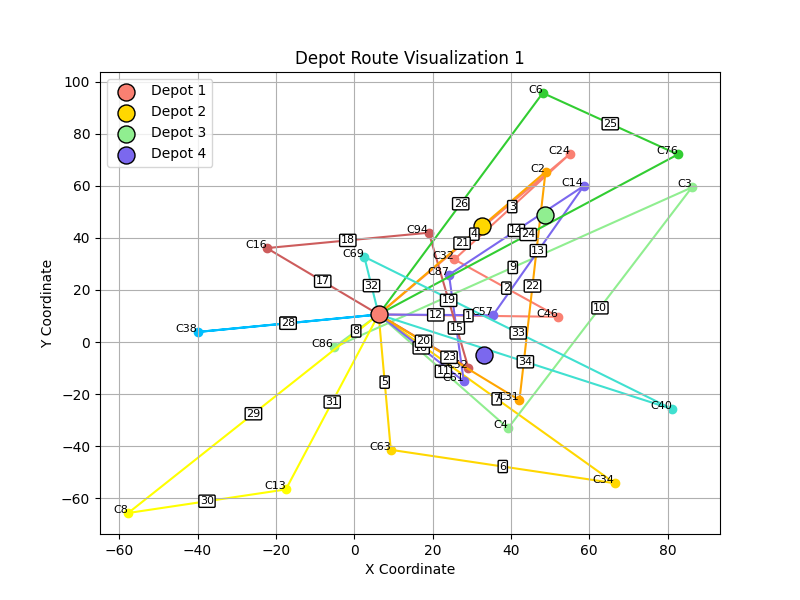 Depot Route Visualization 1
Depot 1
Depot 2
Depot 3
Depot 4
Y Coordinate
100
80
60
40
20
0
−20
−40
−60
−60
−40
−20
0
20
40
60
80
X Coordinate
C6
25
C24
C76
C2
C14
C3
26
3
C94
4
14
24
18
C16
21
13
C69
C32
9
C87
17
32
2
22
19
10
12
1
C57
C46
28
C38
8
15
33
C86
20
23
34
11
C61
5
31
7
C31
C40
29
C4
C63
6
C34
C13
30
C8